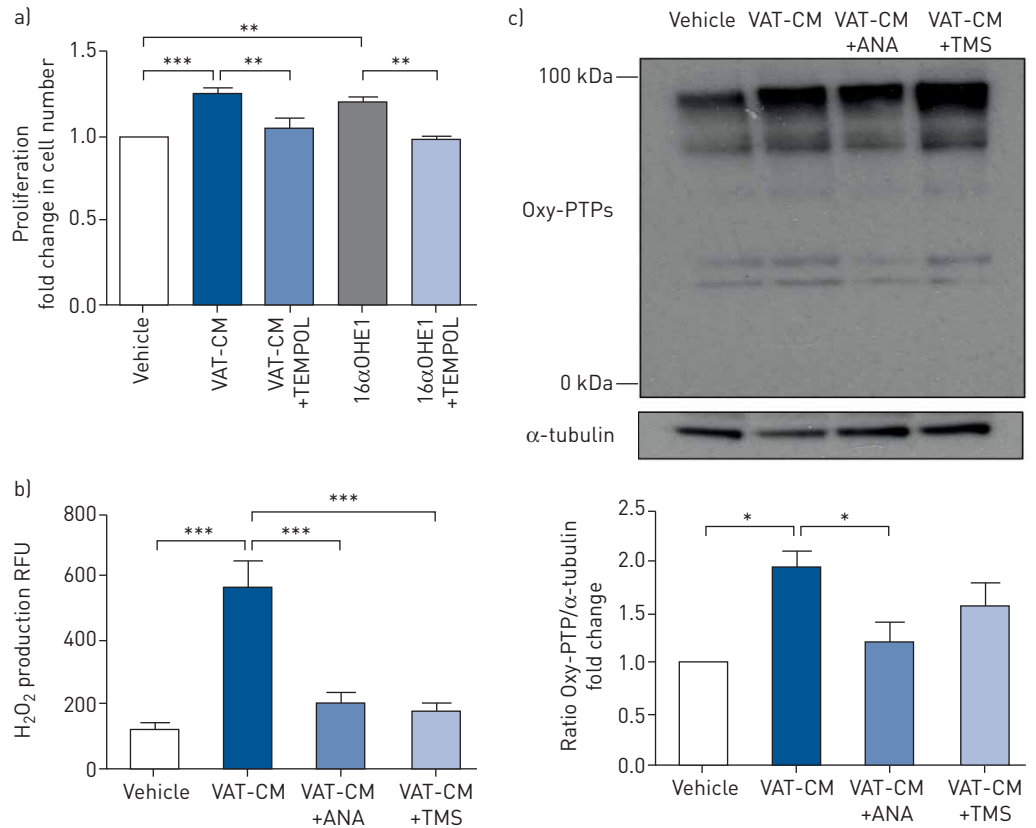 a)
**
***
**
**
1.5
1.0
0.5
0.0
Proliferation
fold change in cell number
Vehicle
VAT-CM
VAT-CM
+TEMPOL
16αOHE1
16αOHE1
+TEMPOL
b)
***
***
***
800
600
400
200
0
H₂O₂ production RFU
Vehicle
VAT-CM
VAT-CM
+ANA
VAT-CM
+TMS
c)
Vehicle
VAT-CM
VAT-CM
+ANA
VAT-CM
+TMS
100 kDa
Oxy-PTPs
0 kDa
α-tubulin
*
*
2.5
2.0
1.5
1.0
0.5
0.0
Ratio Oxy-PTP/α-tubulin
fold change
Vehicle
VAT-CM
VAT-CM
+ANA
VAT-CM
+TMS